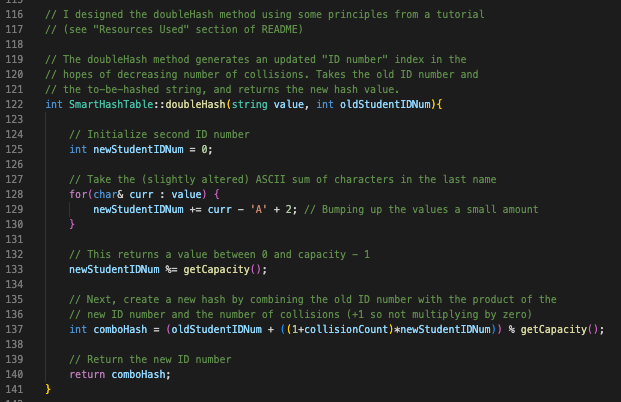 116 // I designed the doubleHash method using some principles from a tutorial
117 // (see "Resources Used" section of README)
118
119 // The doubleHash method generates an updated "ID number" index in the
120 // hopes of decreasing number of collisions. Takes the old ID number and
121 // the to-be-hashed string, and returns the new hash value.
122 int SmartHashTable::doubleHash(string value, int oldStudentIDNum){
123
124     // Initialize second ID number
125     int newStudentIDNum = 0;
126
127     // Take the (slightly altered) ASCII sum of characters in the last name
128     for(char& curr : value) {
129         newStudentIDNum += curr - 'A' + 2; // Bumping up the values a small amount
130     }
131
132     // This returns a value between 0 and capacity - 1
133     newStudentIDNum %= getCapacity();
134
135     // Next, create a new hash by combining the old ID number with the product of the
136     // new ID number and the number of collisions (+1 so not multiplying by zero)
137     int comboHash = (oldStudentIDNum + ((1+collisionCount)*newStudentIDNum)) % getCapacity();
138
139     // Return the new ID number
140     return comboHash;
141 }